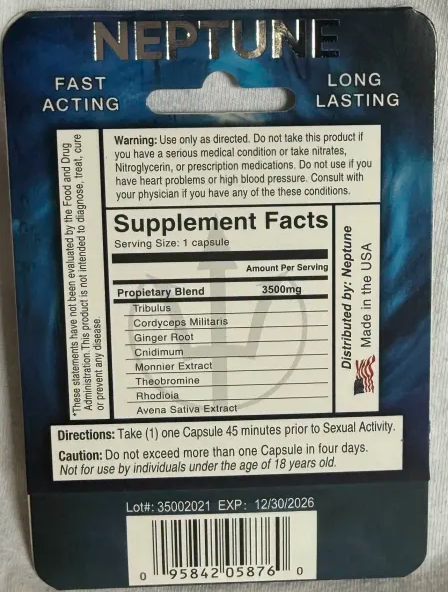 NEPTUNE
FAST
ACTING
LONG
LASTING
*These statements have not been evaluated by the Food and Drug
Administration. This product is not intended to diagnose, treat, cure
or prevent any disease.
Warning: Use only as directed. Do not take this product if
you have a serious medical condition or take nitrates,
Nitroglycerin, or prescription medications. Do not use if you
have heart problems or high blood pressure. Consult with
your physician if you have any of the these conditions.
Supplement Facts
Serving Size: 1 capsule
Amount Per Serving
Propietary Blend 3500mg
Tribulus
Cordyceps Militaris
Ginger Root
Cnidimum
Monnier Extract
Theobromine
Rhodioia
Avena Sativa Extract
Distributed by: Neptune
Made in the USA
Directions: Take (1) one Capsule 45 minutes prior to Sexual Activity.
Caution: Do not exceed more than one Capsule in four days.
Not for use by individuals under the age of 18 years old.
Lot#: 35002021 EXP: 12/30/2026
0 95842 05876 0